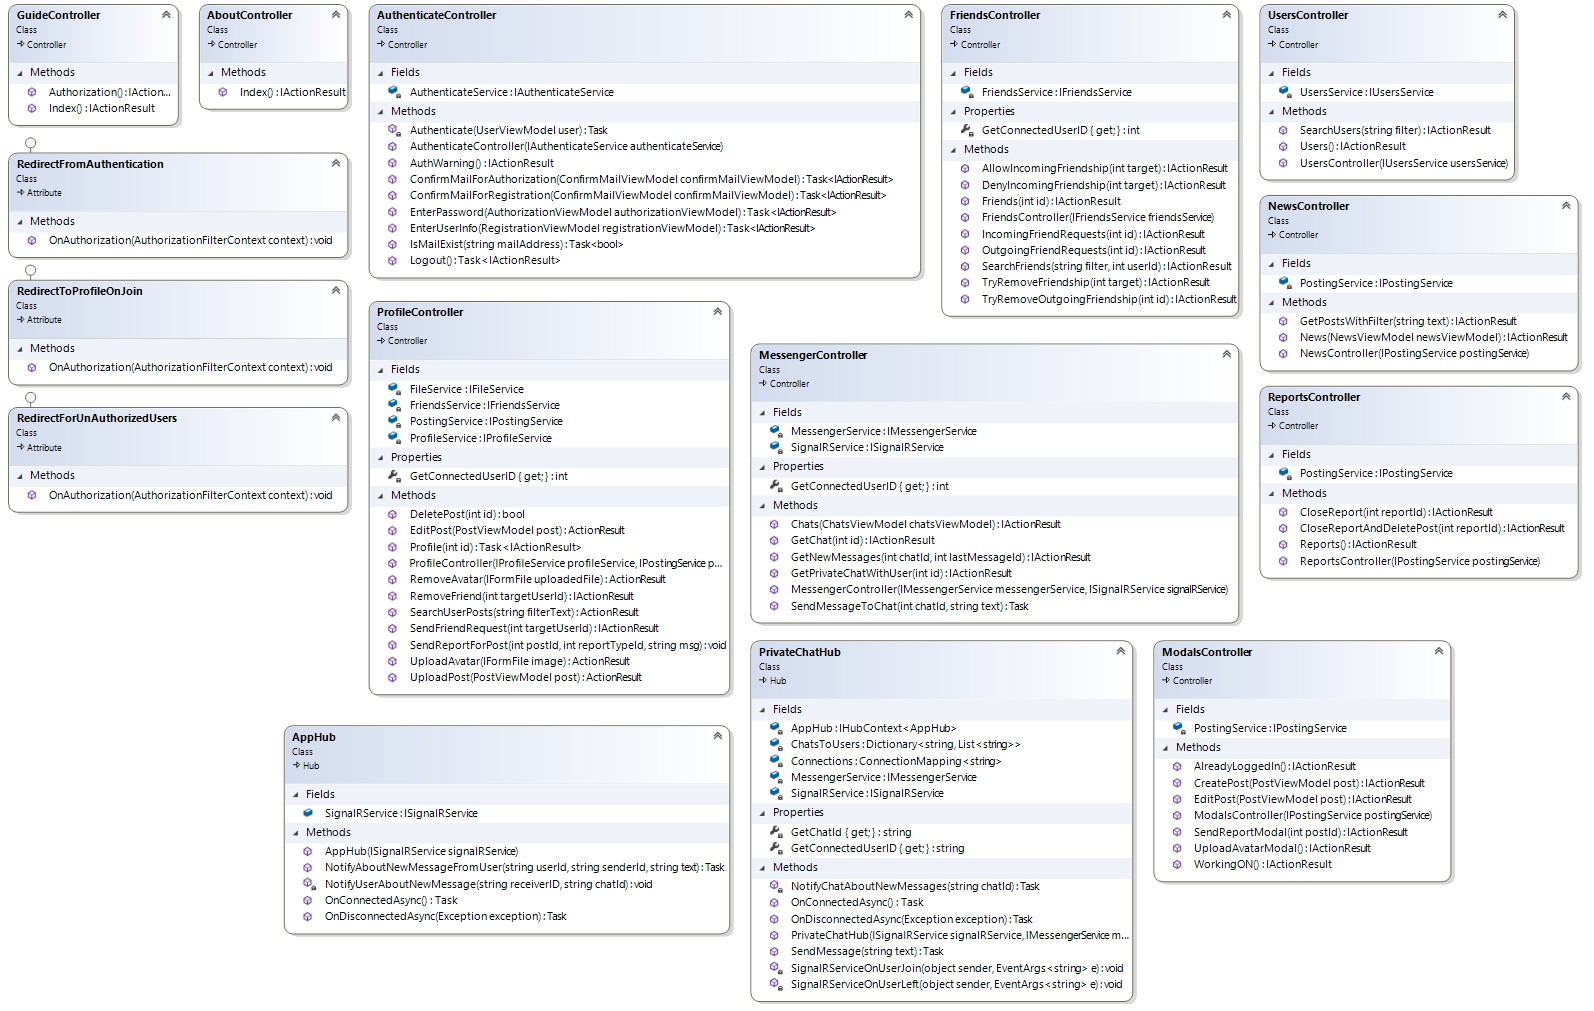 GuideController
Class
Controller
Methods
Authorization() : IAction...
Index() : IActionResult
AboutController
Class
Controller
Methods
Index() : IActionResult
RedirectFromAuthentication
Class
Attribute
Methods
OnAuthorization(AuthorizationFilterContext context) : void
RedirectToProfileOnJoin
Class
Attribute
Methods
OnAuthorization(AuthorizationFilterContext context) : void
RedirectForUnAuthorizedUsers
Class
Attribute
Methods
OnAuthorization(AuthorizationFilterContext context) : void
AuthenticateController
Class
Controller
Fields
AuthenticateService : IAuthenticateService
Methods
Authenticate(UserViewModel user) : Task
AuthenticateController(IAuthenticateService authenticateService)
AuthWarning() : IActionResult
ConfirmMailForAuthorization(ConfirmMailViewModel confirmMailViewModel) : Task<IActionResult>
ConfirmMailForRegistration(ConfirmMailViewModel confirmMailViewModel) : Task<IActionResult>
EnterPassword(AuthorizationViewModel authorizationViewModel) : Task<IActionResult>
EnterUserInfo(RegistrationViewModel registrationViewModel) : Task<IActionResult>
IsMailExist(string mailAddress) : Task<bool>
Logout() : Task<IActionResult>
ProfileController
Class
Controller
Fields
FileService : IFileService
FriendsService : IFriendsService
PostingService : IPostingService
ProfileService : IProfileService
Properties
GetConnectedUserID { get; } : int
Methods
DeletePost(int id) : bool
EditPost(PostViewModel post) : ActionResult
Profile(int id) : Task<IActionResult>
ProfileController(IProfileService profileService, IPostingService p...
RemoveAvatar(IFormFile uploadedFile) : ActionResult
RemoveFriend(int targetUserId) : IActionResult
SearchUserPosts(string filterText) : ActionResult
SendFriendRequest(int targetUserId) : IActionResult
SendReportForPost(int postId, int reportTypeId, string msg) : void
UploadAvatar(IFormFile image) : ActionResult
UploadPost(PostViewModel post) : ActionResult
AppHub
Class
Hub
Fields
SignalRService : ISignalRService
Methods
AppHub(ISignalRService signalRService)
NotifyAboutNewMessageFromUser(string userId, string senderId, string text) : Task
NotifyUserAboutNewMessage(string receiverID, string chatId) : void
OnConnectedAsync() : Task
OnDisconnectedAsync(Exception exception) : Task
FriendsController
Class
Controller
Fields
FriendsService : IFriendsService
Properties
GetConnectedUserID { get; } : int
Methods
AllowIncomingFriendship(int target) : IActionResult
DenyIncomingFriendship(int target) : IActionResult
Friends(int id) : IActionResult
FriendsController(IFriendsService friendsService)
IncomingFriendRequests(int id) : IActionResult
OutgoingFriendRequests(int id) : IActionResult
SearchFriends(string filter, int userId) : IActionResult
TryRemoveFriendship(int target) : IActionResult
TryRemoveOutgoingFriendship(int id) : IActionResult
MessengerController
Class
Controller
Fields
MessengerService : IMessengerService
SignalRService : ISignalRService
Properties
GetConnectedUserID { get; } : int
Methods
Chats(ChatsViewModel chatsViewModel) : IActionResult
GetChat(int id) : IActionResult
GetNewMessages(int chatId, int lastMessageId) : IActionResult
GetPrivateChatWithUser(int id) : IActionResult
MessengerController(IMessengerService messengerService, ISignalRService signalRService)
SendMessageToChat(int chatId, string text) : Task
PrivateChatHub
Class
Hub
Fields
AppHub : IHubContext<AppHub>
ChatsToUsers : Dictionary<string, List<string>>
Connections : ConnectionMapping<string>
MessengerService : IMessengerService
SignalRService : ISignalRService
Properties
GetChatId { get; } : string
GetConnectedUserID { get; } : string
Methods
NotifyChatAboutNewMessages(string chatId) : Task
OnConnectedAsync() : Task
OnDisconnectedAsync(Exception exception) : Task
PrivateChatHub(ISignalRService signalRService, IMessengerService m...
SendMessage(string text) : Task
SignalRServiceOnUserJoin(object sender, EventArgs<string> e) : void
SignalRServiceOnUserLeft(object sender, EventArgs<string> e) : void
UsersController
Class
Controller
Fields
UsersService : IUsersService
Methods
SearchUsers(string filter) : IActionResult
Users() : IActionResult
UsersController(IUsersService usersService)
NewsController
Class
Controller
Fields
PostingService : IPostingService
Methods
GetPostsWithFilter(string text) : IActionResult
News(NewsViewModel newsViewModel) : IActionResult
NewsController(IPostingService postingService)
ReportsController
Class
Controller
Fields
PostingService : IPostingService
Methods
CloseReport(int reportId) : IActionResult
CloseReportAndDeletePost(int reportId) : IActionResult
Reports() : IActionResult
ReportsController(IPostingService postingService)
ModalsController
Class
Controller
Fields
PostingService : IPostingService
Methods
AlreadyLoggedIn() : IActionResult
CreatePost(PostViewModel post) : IActionResult
EditPost(PostViewModel post) : IActionResult
ModalsController(IPostingService postingService)
SendReportModal(int postId) : IActionResult
UploadAvatarModal() : IActionResult
WorkingON() : IActionResult